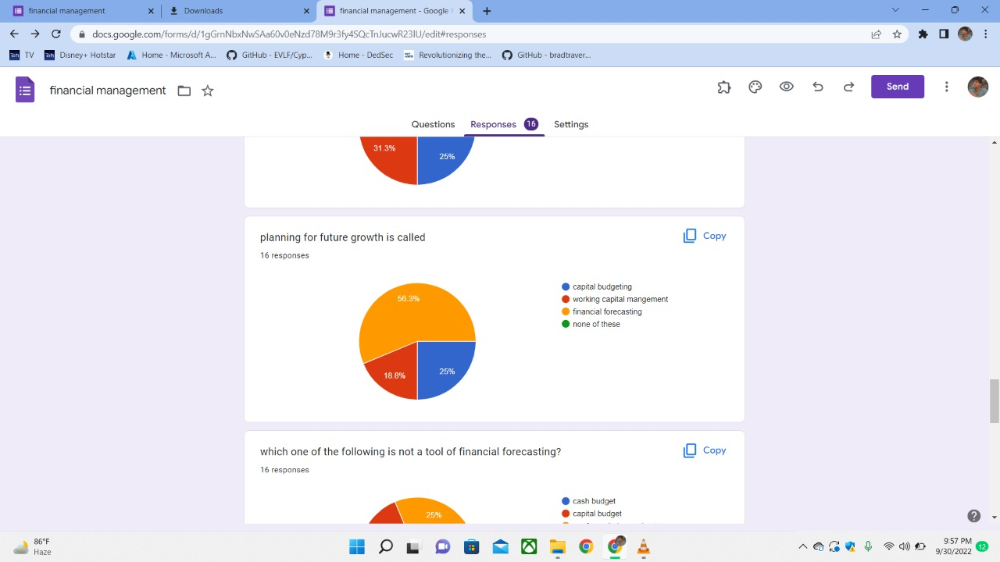 financial management
Downloads
financial management - Google F
docs.google.com/forms/d/1gGrnNbxNwSAa60v0eNzd78M9r3fy4SQcTnJucwR23lU/edit#responses
TV
Disney+ Hotstar
Home - Microsoft A...
GitHub - EVLF/Cyp...
Home - DedSec
Revolutionizing the...
GitHub - bradtraver...
financial management
Send
Questions
Responses 16
Settings
31.3%
25%
planning for future growth is called
Copy
16 responses
56.3%
18.8%
25%
capital budgeting
working capital mangement
financial forecasting
none of these
which one of the following is not a tool of financial forecasting?
Copy
16 responses
25%
cash budget
capital budget
86°F
Haze
9:57 PM
9/30/2022
12